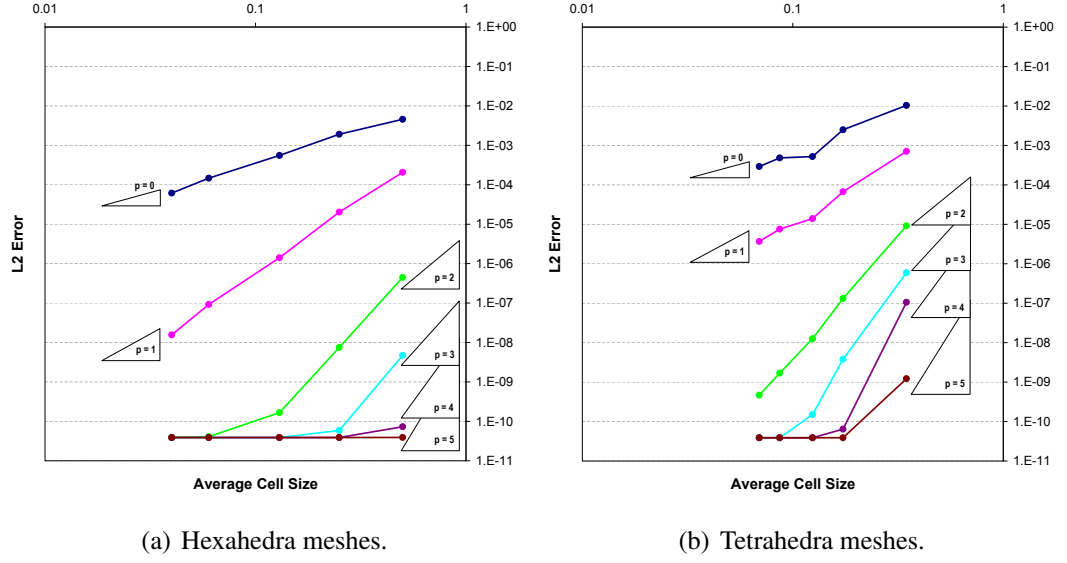 0.01 0.1 1
1.E+00
1.E-01
1.E-02
1.E-03
1.E-04
1.E-05
1.E-06
1.E-07
1.E-08
1.E-09
1.E-10
1.E-11
L2 Error
p = 0
p = 1
p = 2
p = 3
p = 4
p = 5
Average Cell Size
(a) Hexahedra meshes.
0.01 0.1 1
1.E+00
1.E-01
1.E-02
1.E-03
1.E-04
1.E-05
1.E-06
1.E-07
1.E-08
1.E-09
1.E-10
1.E-11
L2 Error
p = 0
p = 1
p = 2
p = 3
p = 4
p = 5
Average Cell Size
(b) Tetrahedra meshes.